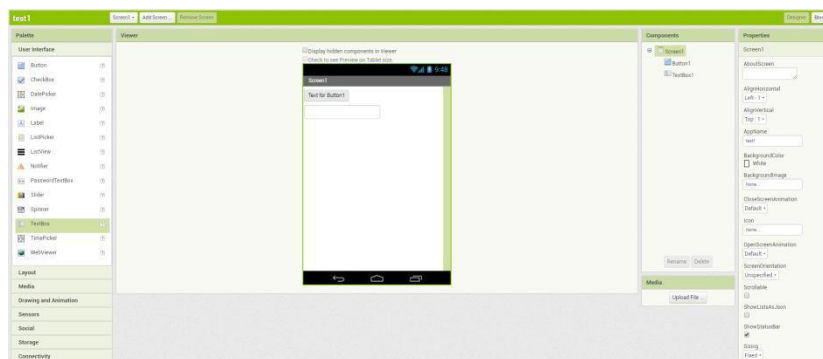 test1
Screen1
Add Screen ...
Remove Screen
Designer
Palette
User Interface
Button
CheckBox
DatePicker
Image
Label
ListPicker
ListView
Notifier
PasswordTextBox
Slider
Spinner
TextBox
TimePicker
WebViewer
Layout
Media
Drawing and Animation
Sensors
Social
Storage
Connectivity
Viewer
Display hidden components in Viewer
Check to see Preview on Tablet size.
9:48
Screen1
Text for Button1
Components
Screen1
Button1
TextBox1
Rename
Delete
Media
Upload File ...
Properties
Screen1
AboutScreen
AlignHorizontal
Left : 1
AlignVertical
Top : 1
AppName
test1
BackgroundColor
White
BackgroundImage
None...
CloseScreenAnimation
Default
Icon
None...
OpenScreenAnimation
Default
ScreenOrientation
Unspecified
Scrollable
ShowListsAsJson
ShowStatusBar
Sizing
Fixed